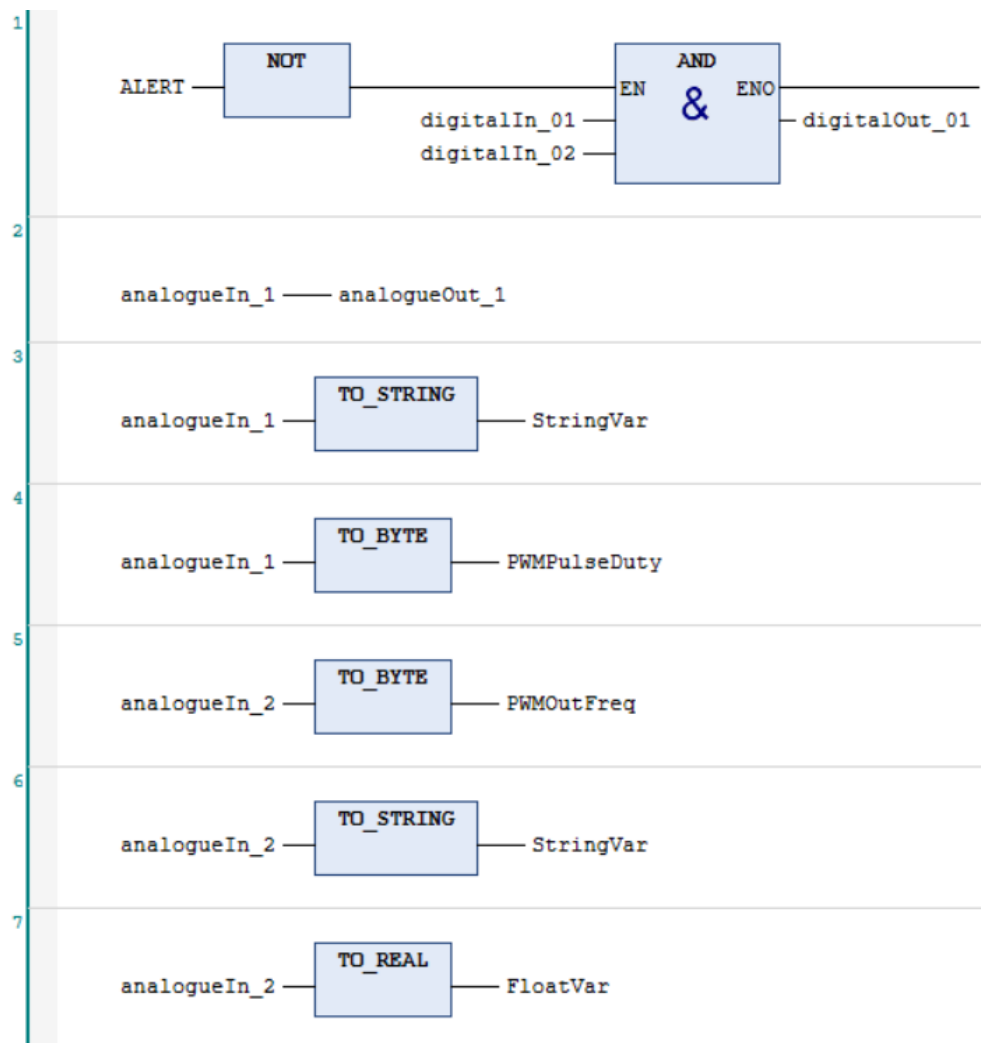 1
NOT
AND
ALERT
EN & ENO
digitalIn_01
digitalOut_01
digitalIn_02
2
analogueIn_1
analogueOut_1
3
TO_STRING
analogueIn_1
StringVar
4
TO_BYTE
analogueIn_1
PWMPulseDuty
5
TO_BYTE
analogueIn_2
PWMOutFreq
6
TO_STRING
analogueIn_2
StringVar
7
TO_REAL
analogueIn_2
FloatVar